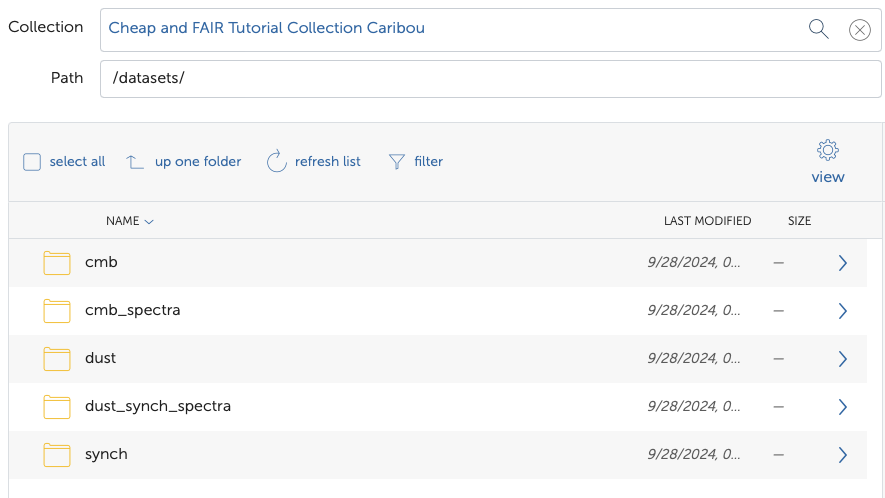 Collection Cheap and FAIR Tutorial Collection Caribou
Path /datasets/
select all up one folder refresh list filter view
NAME LAST MODIFIED SIZE
cmb 9/28/2024, 0... —
cmb_spectra 9/28/2024, 0... —
dust 9/28/2024, 0... —
dust_synch_spectra 9/28/2024, 0... —
synch 9/28/2024, 0... —